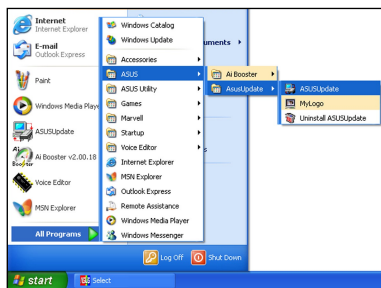 Internet
Internet Explorer
E-mail
Outlook Express
Paint
Windows Media Playe
ASUSUpdate
Ai Booster v2.00.18
Voice Editor
MSN Explorer
All Programs
Windows Catalog
Windows Update
Accessories
ASUS
ASUS Utility
Games
Marvell
Startup
Voice Editor
Internet Explorer
MSN Explorer
Outlook Express
Remote Assistance
Windows Media Player
Windows Messenger
uments
s
Ai Booster
AsusUpdate
ASUSUpdate
MyLogo
Uninstall ASUSUpdate
Log Off
Shut Down
start
Select